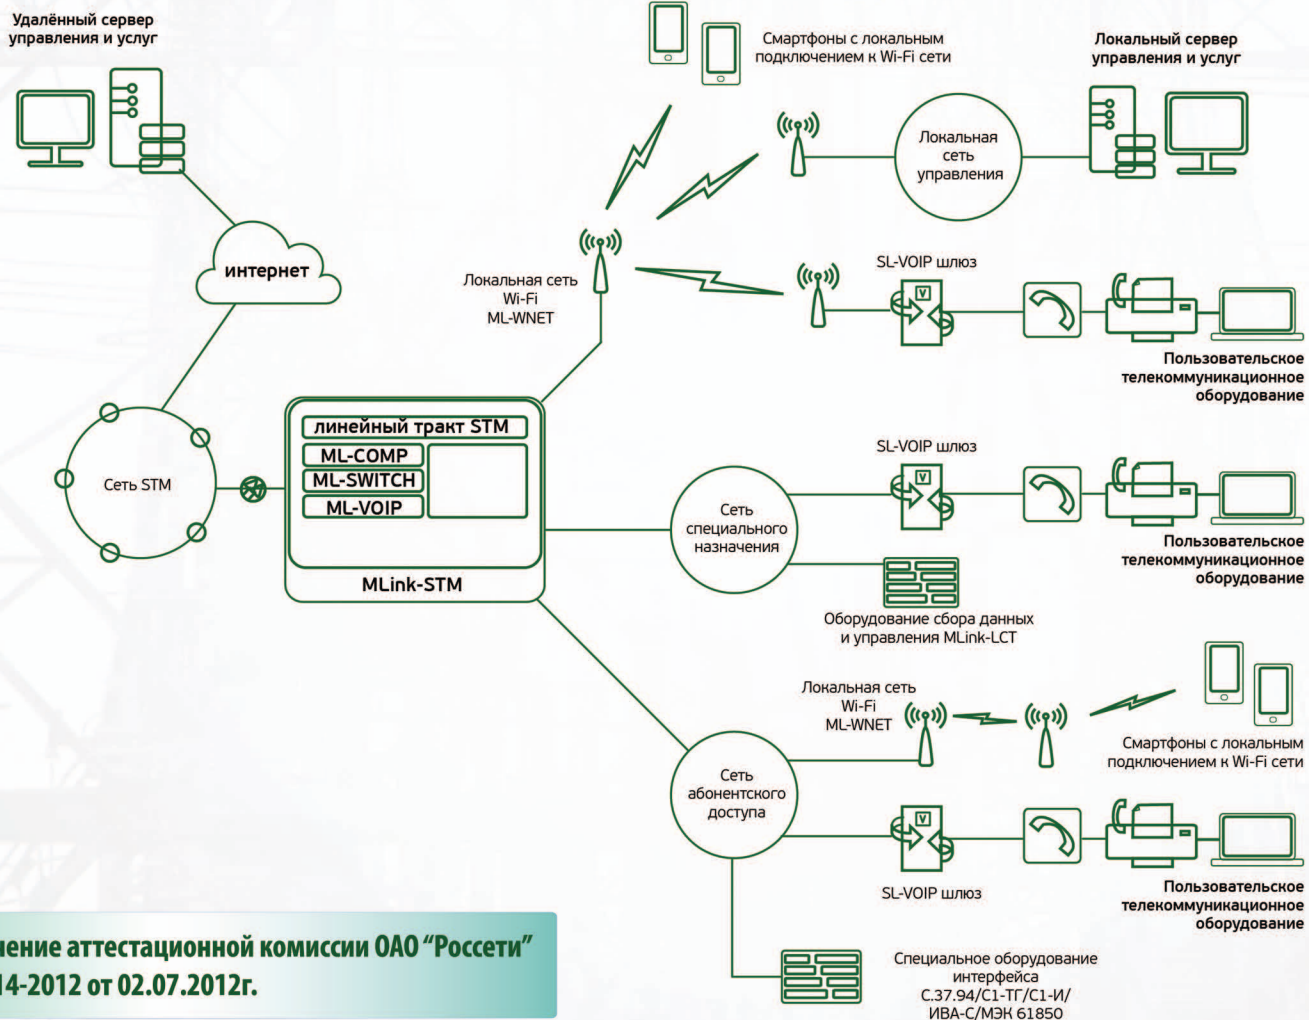 Удалённый сервер
управления и услуг
Смартфоны с локальным
подключением к Wi-Fi сети
Локальный сервер
управления и услуг
Локальная
сеть
управления
интернет
Локальная сеть
Wi-Fi
ML-WNET
SL-VOIP шлюз
V
Пользовательское
телекоммуникационное
оборудование
линейный тракт STM
ML-COMP
ML-SWITCH
ML-VOIP
MLink-STM
Сеть STM
SL-VOIP шлюз
V
Сеть
специального
назначения
Пользовательское
телекоммуникационное
оборудование
Оборудование сбора данных
и управления MLink-LCT
Локальная сеть
Wi-Fi
ML-WNET
Смартфоны с локальным
подключением к Wi-Fi сети
Сеть
абонентского
доступа
V
SL-VOIP шлюз
Пользовательское
телекоммуникационное
оборудование
аттестационной комиссии ОАО “Россети”
14-2012 от 02.07.2012г.
Специальное оборудование
интерфейса
С.37.94/С1-ТГ/С1-И/
ИВА-С/МЭК 61850